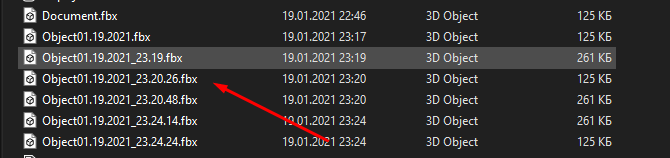 Document.fbx 19.01.2021 22:46 3D Object 125 КБ
Object01.19.2021.fbx 19.01.2021 23:17 3D Object 125 КБ
Object01.19.2021_23.19.fbx 19.01.2021 23:19 3D Object 261 КБ
Object01.19.2021_23.20.26.fbx 19.01.2021 23:20 3D Object 125 КБ
Object01.19.2021_23.20.48.fbx 19.01.2021 23:20 3D Object 261 КБ
Object01.19.2021_23.24.14.fbx 19.01.2021 23:24 3D Object 261 КБ
Object01.19.2021_23.24.24.fbx 19.01.2021 23:24 3D Object 125 КБ